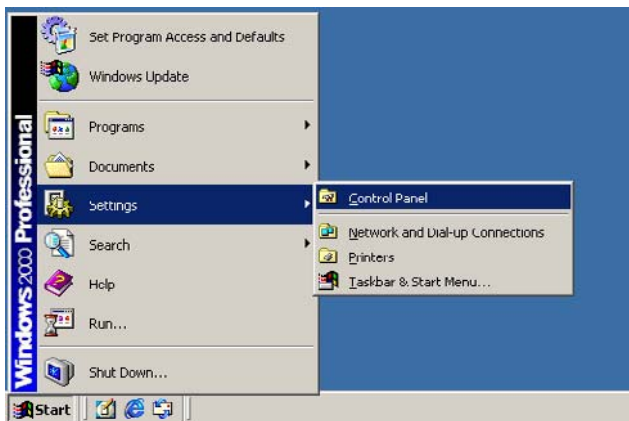 Set Program Access and Defaults
Windows Update
Programs
Documents
Settings
Search
Help
Run...
Shut Down...
Windows 2000 Professional
Control Panel
Network and Dial-up Connections
Printers
Taskbar & Start Menu...
Start